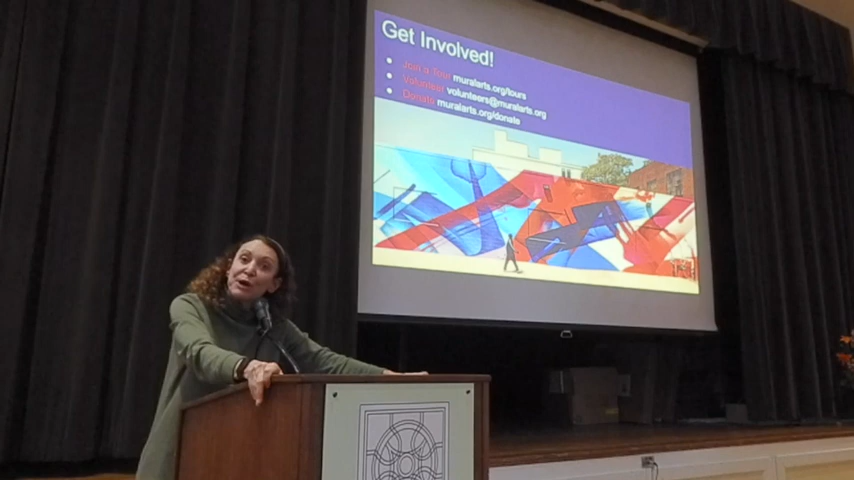 Get Involved!
Join a Tour muralarts.org/tours
Volunteer volunteers@muralarts.org
Donate muralarts.org/donate